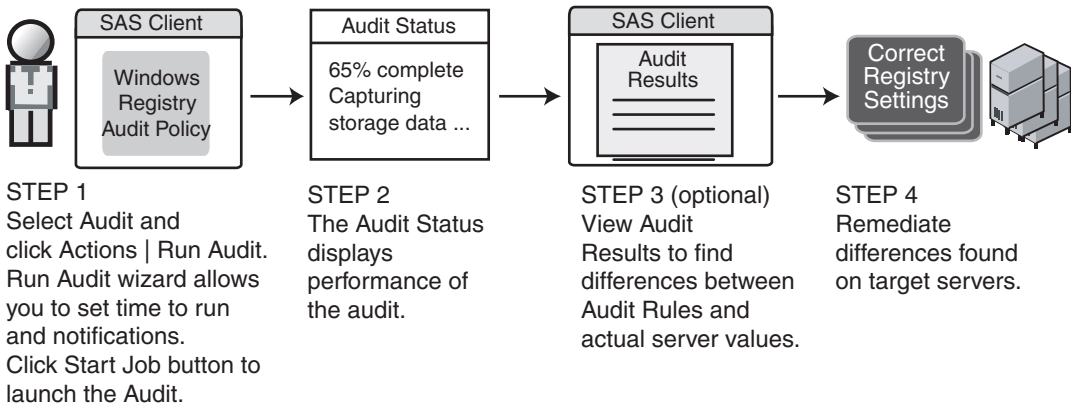 SAS Client
Windows
Registry
Audit Policy
Audit Status
65% complete
Capturing
storage data ...
SAS Client
Audit
Results
Correct
Registry
Settings
STEP 1
Select Audit and
click Actions | Run Audit.
Run Audit wizard allows
you to set time to run
and notifications.
Click Start Job button to
launch the Audit.
STEP 2
The Audit Status
displays
performance of
the audit.
STEP 3 (optional)
View Audit
Results to find
differences between
Audit Rules and
actual server values.
STEP 4
Remediate
differences found
on target servers.